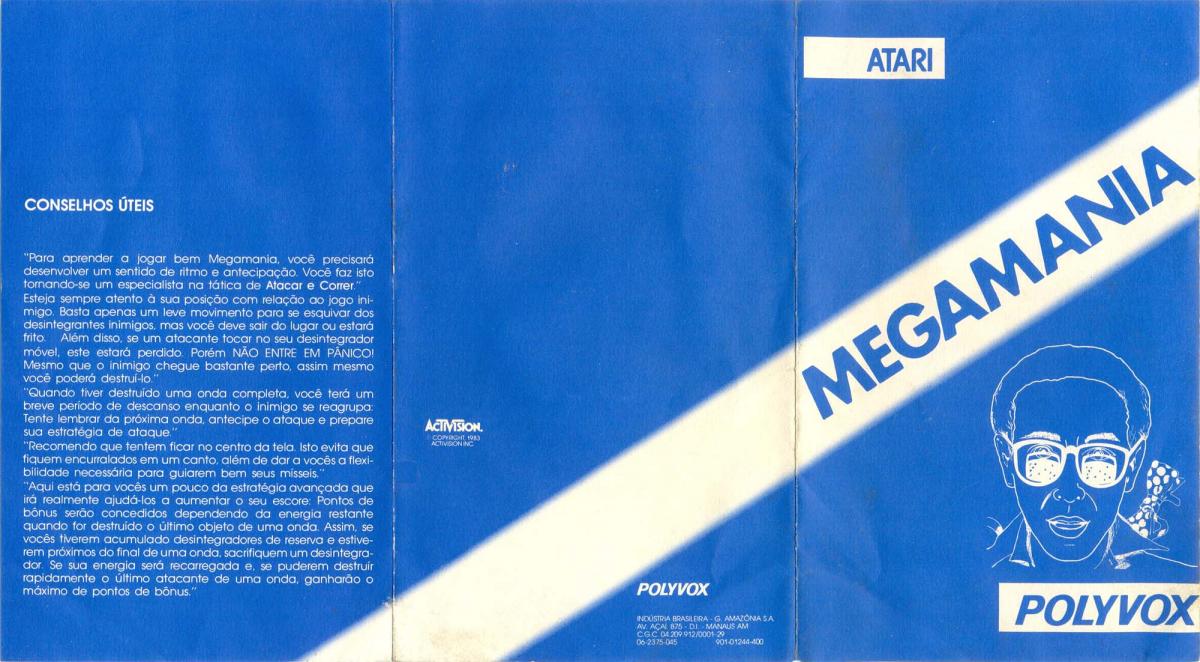 CONSELHOS ÚTEIS
"Para aprender a jogar bem Megamania, você precisará
desenvolver um sentido de ritmo e antecipação. Você faz isto
tornando-se um especialista na tática de Atacar e Correr."
Esteja sempre atento à sua posição com relação ao jogo ini-
migo. Basta apenas um leve movimento para se esquivar dos
desintegrantes inimigos, mas você deve sair do lugar ou estará
frito. Além disso, se um atacante tocar no seu desintegrador
móvel, este estará perdido. Porém NÃO ENTRE EM PÂNICO!
Mesmo que o inimigo chegue bastante perto, assim mesmo
você poderá destruí-lo."
"Quando tiver destruído uma onda completa, você terá um
breve período de descanso enquanto o inimigo se reagrupa:
Tente lembrar da próxima onda, antecipe o ataque e prepare
sua estratégia de ataque."
"Recomendo que tentem ficar no centro da tela. Isto evita que
fiquem encurralados em um canto, além de dar a vocês a flexi-
bilidade necessária para guiarem bem seus mísseis."
"Aqui está para vocês um pouco da estratégia avançada que
irá realmente ajudá-los a aumentar o seu escore: Pontos de
bônus serão concedidos dependendo da energia restante
quando for destruído o último objeto de uma onda. Assim, se
vocês tiverem acumulado desintegradores de reserva e estive-
rem próximos do final de uma onda, sacrifiquem um desintegra-
dor. Se sua energia será recarregada e, se puderem destruir
rapidamente o último atacante de uma onda, ganharão o
máximo de pontos de bônus."
ACTIVISION.
© COPYRIGHT, 1983
ACTIVISION INC
POLYVOX
INDÚSTRIA BRASILEIRA - G. AMAZÔNIA S.A.
AV. AÇAÍ, 875 - D.I. - MANAUS AM
C.G.C. 04.209.912/0001-29
06-2375-045 901-01244-400
ATARI
MEGAMANIA
POLYVOX